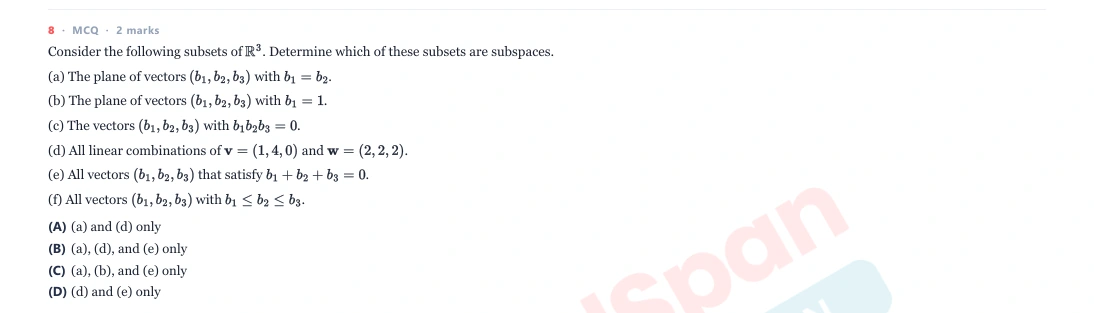 8 · MCQ · 2 marks
Consider the following subsets of ℝ³. Determine which of these subsets are subspaces.
(a) The plane of vectors (b₁, b₂, b₃) with b₁ = b₂.
(b) The plane of vectors (b₁, b₂, b₃) with b₁ = 1.
(c) The vectors (b₁, b₂, b₃) with b₁b₂b₃ = 0.
(d) All linear combinations of v = (1, 4, 0) and w = (2, 2, 2).
(e) All vectors (b₁, b₂, b₃) that satisfy b₁ + b₂ + b₃ = 0.
(f) All vectors (b₁, b₂, b₃) with b₁ ≤ b₂ ≤ b₃.
(A) (a) and (d) only
(B) (a), (d), and (e) only
(C) (a), (b), and (e) only
(D) (d) and (e) only